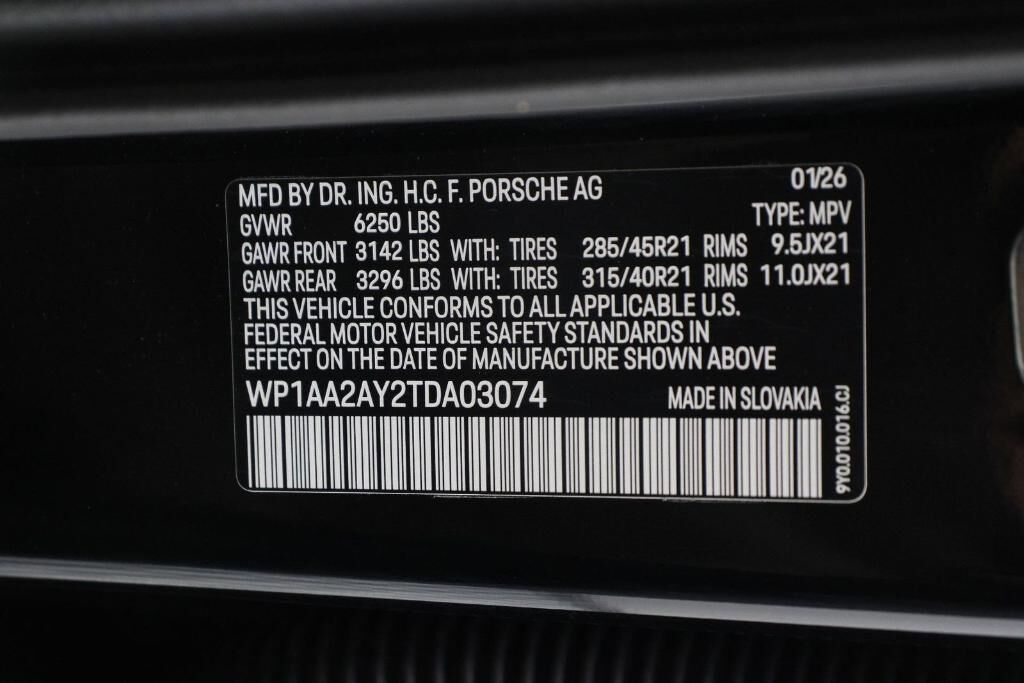 MFD BY DR. ING. H.C. F. PORSCHE AG 01/26
GVWR 6250 LBS TYPE: MPV
GAWR FRONT 3142 LBS WITH: TIRES 285/45R21 RIMS 9.5JX21
GAWR REAR 3296 LBS WITH: TIRES 315/40R21 RIMS 11.0JX21
THIS VEHICLE CONFORMS TO ALL APPLICABLE U.S.
FEDERAL MOTOR VEHICLE SAFETY STANDARDS IN
EFFECT ON THE DATE OF MANUFACTURE SHOWN ABOVE
WP1AA2AY2TDA03074 MADE IN SLOVAKIA
9Y0.010.016.CJ